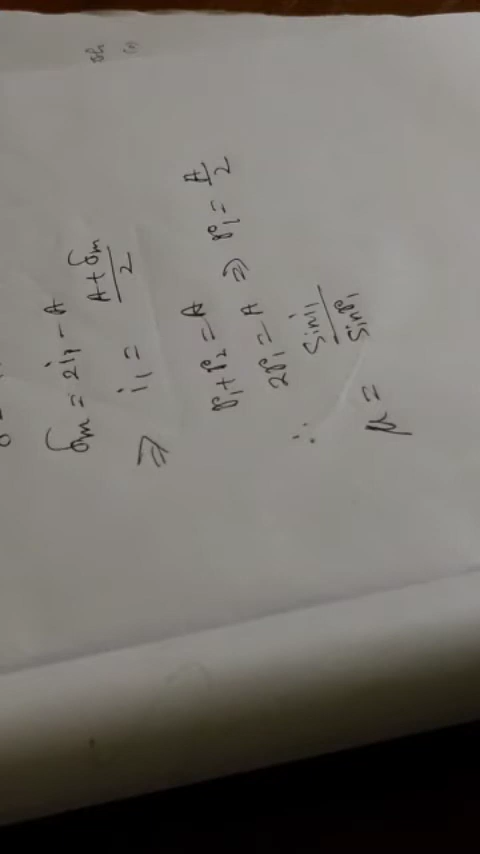 δm = 2i₁ - A
⇒ i₁ = (A + δm)/2
r₁ + r₂ = A
2r₁ = A ⇒ r₁ = A/2
∴ μ = sin i₁ / sin r₁